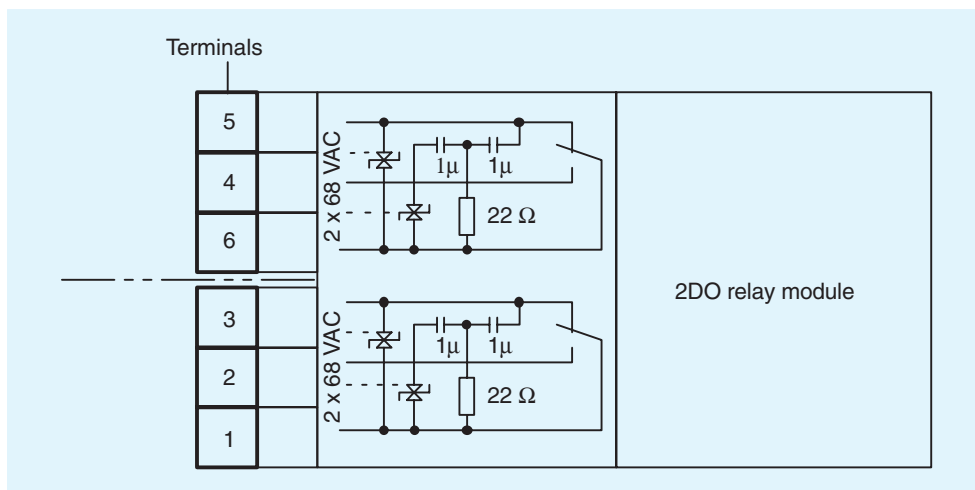 Terminals
5
4
6
2 x 68 VAC
1μ
1μ
22 Ω
3
2
1
2 x 68 VAC
1μ
1μ
22 Ω
2DO relay module